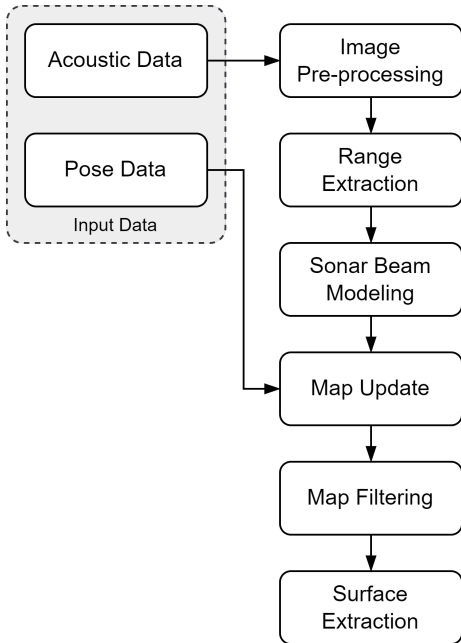 Acoustic Data
Pose Data
Input Data
Image
Pre-processing
Range
Extraction
Sonar Beam
Modeling
Map Update
Map Filtering
Surface
Extraction